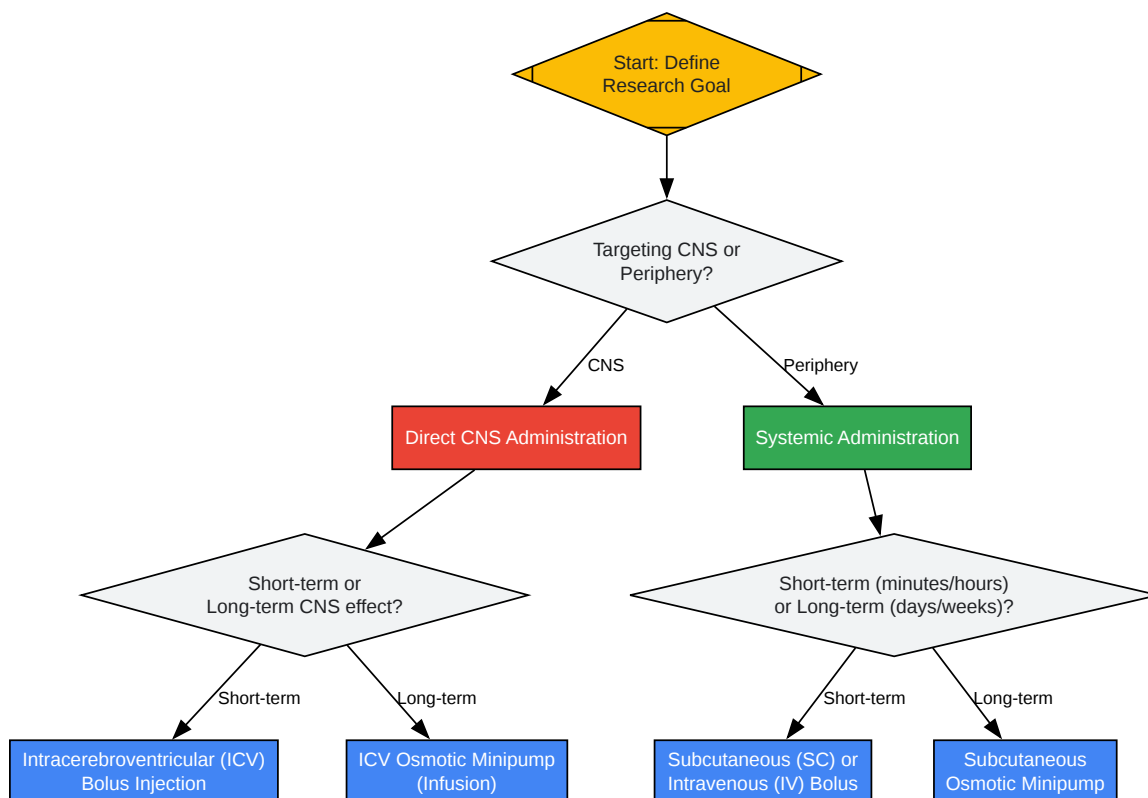 Start: Define
Research Goal
Targeting CNS or
Periphery?
CNS
Periphery
Direct CNS Administration
Systemic Administration
Short-term or
Long-term CNS effect?
Short-term (minutes/hours)
or Long-term (days/weeks)?
Short-term
Long-term
Short-term
Long-term
Intracerebroventricular (ICV)
Bolus Injection
ICV Osmotic Minipump
(Infusion)
Subcutaneous (SC) or
Intravenous (IV) Bolus
Subcutaneous
Osmotic Minipump